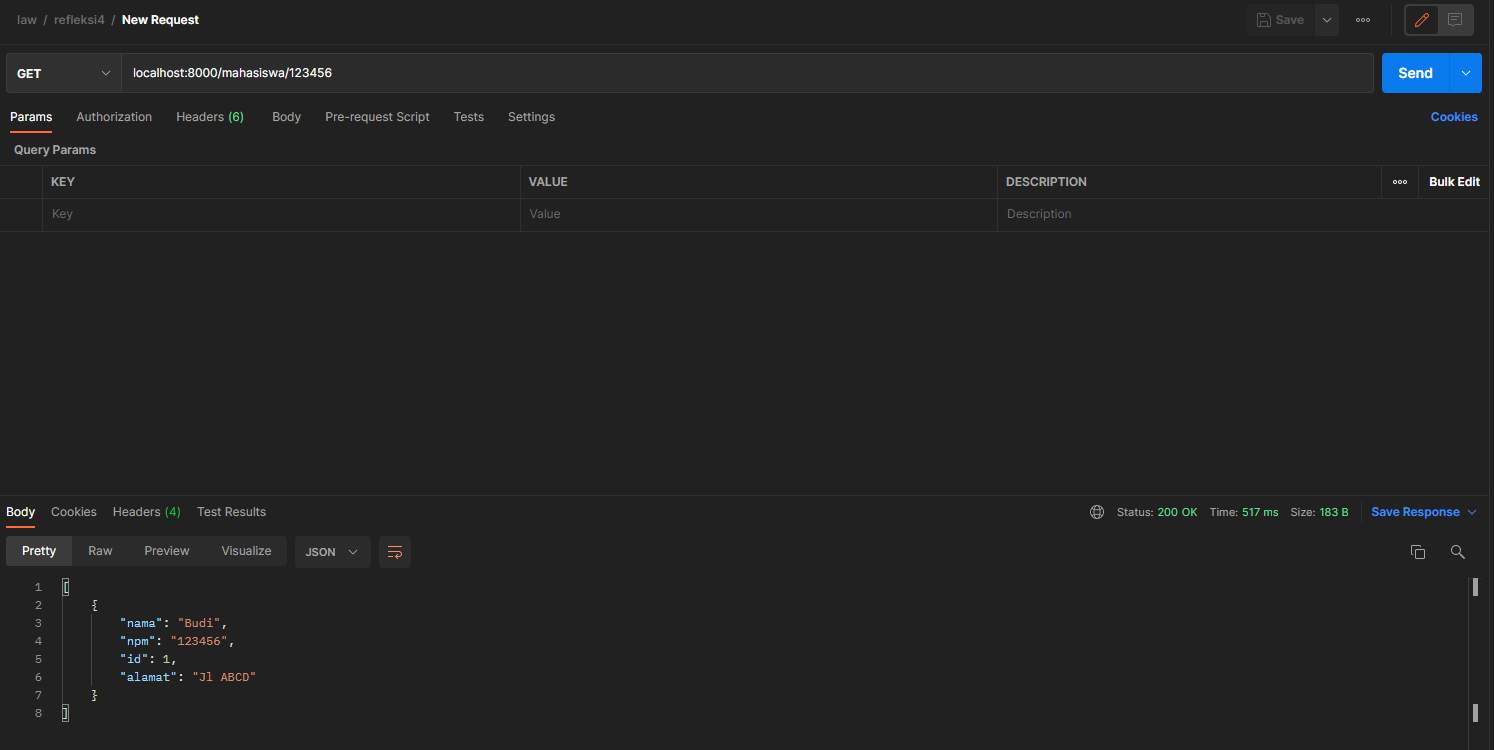 law / refleksi4 / New Request
Save
GET
localhost:8000/mahasiswa/123456
Send
Params Authorization Headers (6) Body Pre-request Script Tests Settings Cookies
Query Params
KEY VALUE DESCRIPTION Bulk Edit
Key Value Description
Body Cookies Headers (4) Test Results Status: 200 OK Time: 517 ms Size: 183 B Save Response
Pretty Raw Preview Visualize JSON
1 [
2 {
3 "nama": "Budi",
4 "npm": "123456",
5 "id": 1,
6 "alamat": "Jl ABCD"
7 }
8 ]